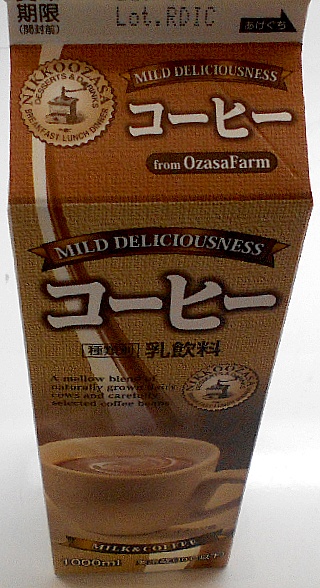 期限
(開封前)
Lot.RDIC
あけぐち
NIKKOOZASA
DESSERTS & DRINKS
BREAKFAST LUNCH DINNER
MILD DELICIOUSNESS
コーヒー
from OzasaFarm
MILD DELICIOUSNESS
コーヒー
種類別 乳飲料
NIKKOOZASA
A mellow blend of
naturally grown dairy
cows and carefully
selected coffee beans
MILK & COFFEE
1000ml